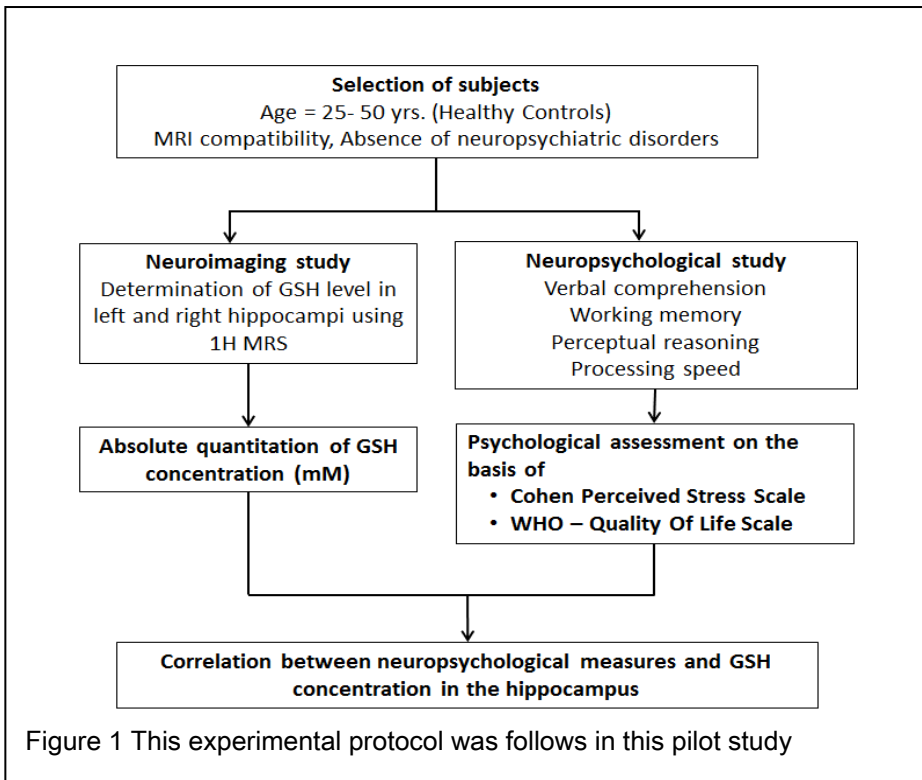 Selection of subjects
Age = 25- 50 yrs. (Healthy Controls)
MRI compatibility, Absence of neuropsychiatric disorders
Neuroimaging study
Determination of GSH level in
left and right hippocampi using
1H MRS
Neuropsychological study
Verbal comprehension
Working memory
Perceptual reasoning
Processing speed
Absolute quantitation of GSH
concentration (mM)
Psychological assessment on the
basis of
• Cohen Perceived Stress Scale
• WHO – Quality Of Life Scale
Correlation between neuropsychological measures and GSH
concentration in the hippocampus
Figure 1 This experimental protocol was follows in this pilot study